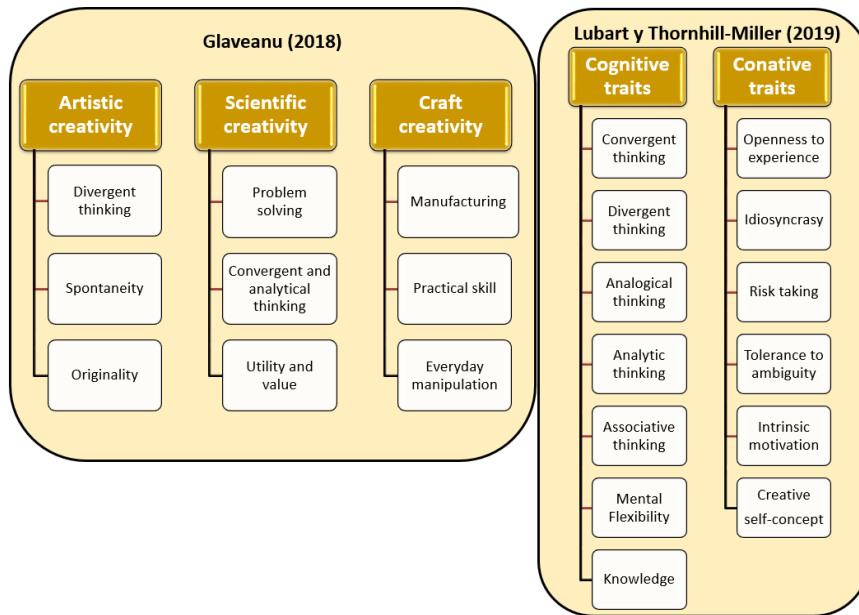 Glaveanu (2018)
Artistic
creativity
Divergent
thinking
Spontaneity
Originality
Scientific
creativity
Problem
solving
Convergent and
analytical
thinking
Utility and
value
Craft
creativity
Manufacturing
Practical skill
Everyday
manipulation
Lubart y Thornhill-Miller (2019)
Cognitive
traits
Convergent
thinking
Divergent
thinking
Analogical
thinking
Analytic
thinking
Associative
thinking
Mental
Flexibility
Knowledge
Conative
traits
Openness to
experience
Idiosyncrasy
Risk taking
Tolerance to
ambiguity
Intrinsic
motivation
Creative
self-concept